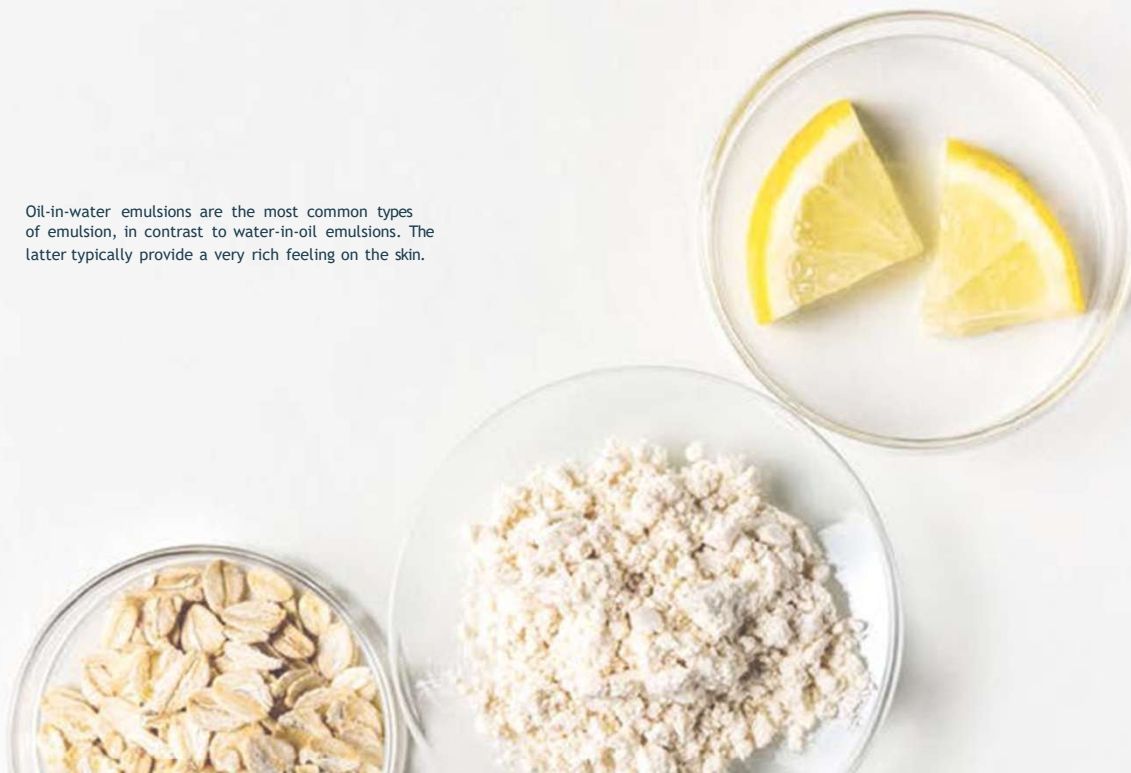 Oil-in-water emulsions are the most common types
of emulsion, in contrast to water-in-oil emulsions. The
latter typically provide a very rich feeling on the skin.